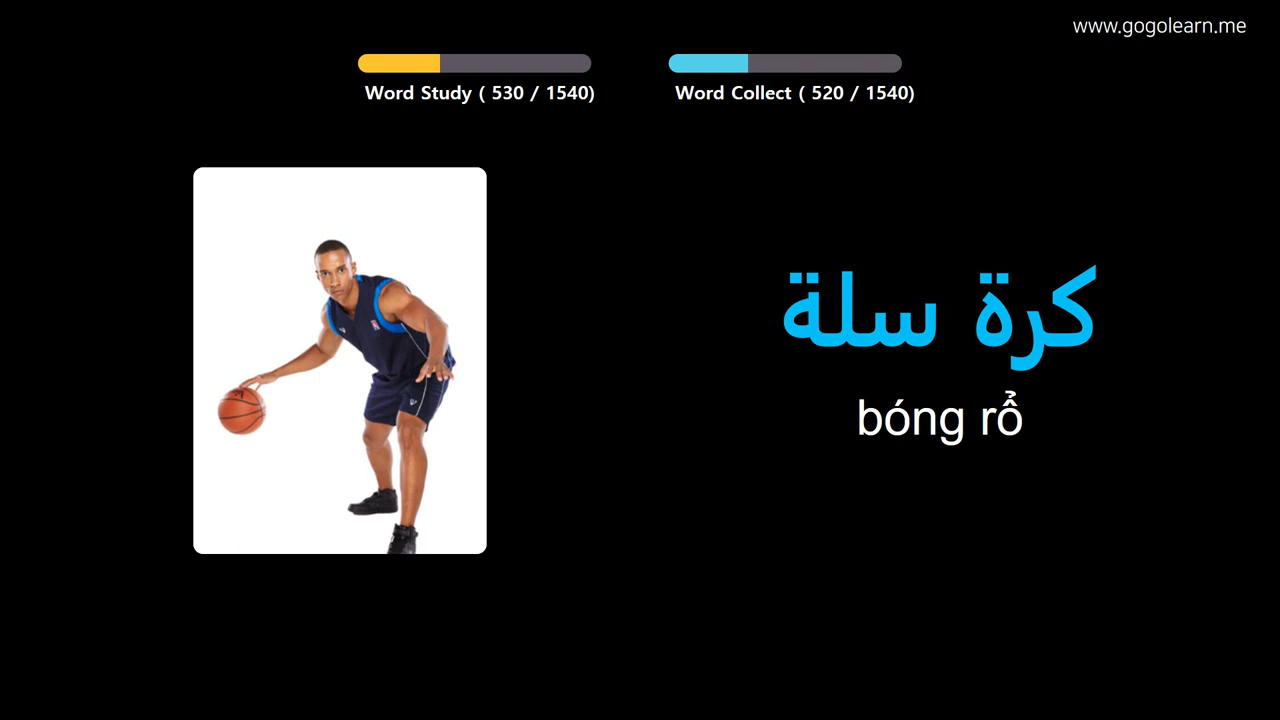 www.gogolearn.me
Word Study ( 530 / 1540)
Word Collect ( 520 / 1540)
كرة سلة
bóng rổ